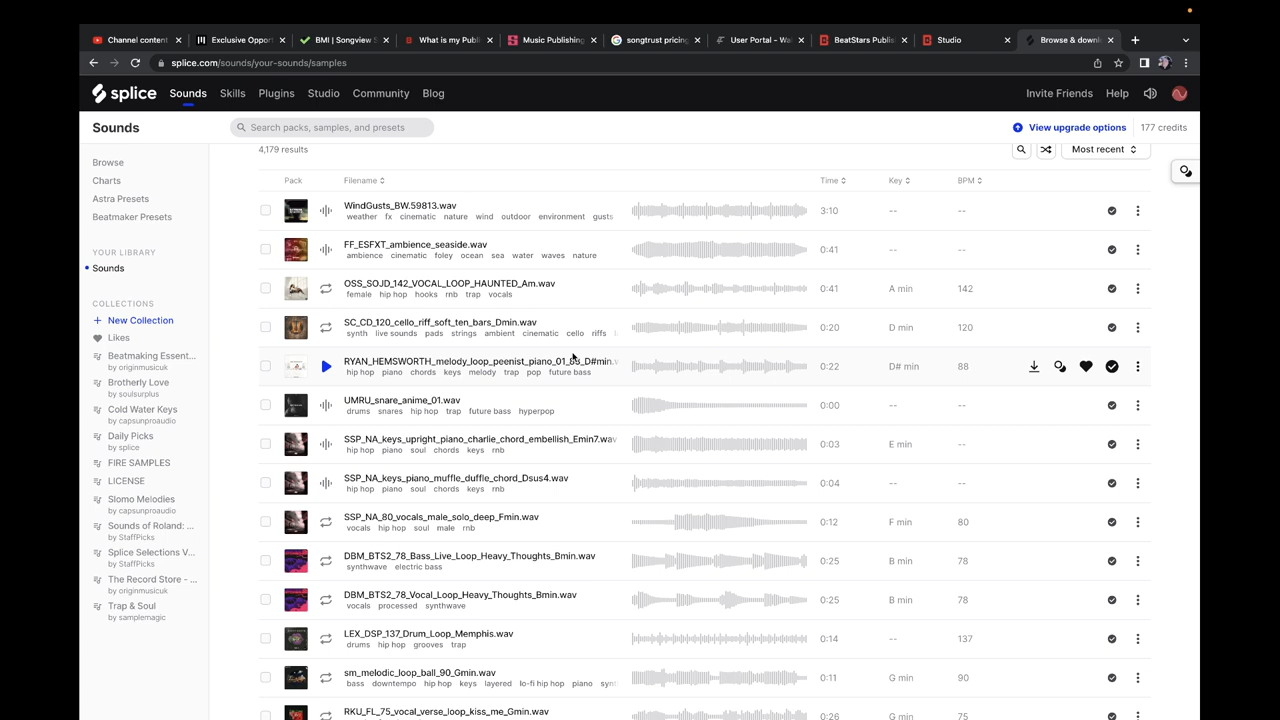 Channel content
Exclusive Oppor
BMI | Songview S
What is my Publi
Music Publishing
songtrust pricing
User Portal - Wa
BeatStars Publis
Studio
Browse & downl
splice.com/sounds/your-sounds/samples
splice
Sounds
Skills
Plugins
Studio
Community
Blog
Invite Friends
Help
Sounds
Search packs, samples, and presets
View upgrade options
177 credits
Browse
Charts
Astra Presets
Beatmaker Presets
YOUR LIBRARY
Sounds
COLLECTIONS
+ New Collection
Likes
Beatmaking Essent...
by originmusicuk
Brotherly Love
by soulsurplus
Cold Water Keys
by capsunproaudio
Daily Picks
by splice
FIRE SAMPLES
LICENSE
Slomo Melodies
by capsunproaudio
Sounds of Roland: ...
by StaffPicks
Splice Selections V...
by StaffPicks
The Record Store - ...
by originmusicuk
Trap & Soul
by samplemagic
4,179 results
Most recent
Pack Filename Time Key BPM
WindGusts_BW.59813.wav 3:10 -- --
weather fx cinematic nature wind outdoor environment gusts
FF_ESFXT_ambience_seaside.wav 0:41 -- --
ambience cinematic foley ocean sea water waves nature
OSS_SOJD_142_VOCAL_LOOP_HAUNTED_Am.wav 0:41 A min 142
female hip hop hooks rnb trap vocals
SC_CD_120_cello_riff_soft_ten_bars_Dmin.wav 0:20 D min 120
synth live sounds pads strings ambient cinematic cello riffs
RYAN_HEMSWORTH_melody_loop_peenist_piano_01_88_D#min.v 0:22 D# min 88
hip hop piano chords keys melody trap pop future bass
UMRU_snare_anime_01.wav 0:00 -- --
drums snares hip hop trap future bass hyperpop
SSP_NA_keys_upright_piano_charlie_chord_embellish_Emin7.wav 0:03 E min --
hip hop piano soul chords keys rnb
SSP_NA_keys_piano_muffle_duffle_chord_Dsus4.wav 0:04 -- --
hip hop piano soul chords keys rnb
SSP_NA_80_vocals_male_solo_deep_Fmin.wav 0:12 F min 80
vocals hip hop soul male rnb
DBM_BTS2_78_Bass_Live_Loop_Heavy_Thoughts_Bmin.wav 0:25 B min 78
synthwave electric bass
DBM_BTS2_78_Vocal_Loop_Heavy_Thoughts_Bmin.wav 0:25 B min 78
vocals processed synthwave
LEX_DSPC_137_Drum_Loop_Medusas.wav 0:14 -- 137
drums hip hop grooves trap
sm_melodic_loop_ball_90_Gmin.wav 0:11 G min 90
bass downtempo hip hop keys layered lo-fi hip hop piano synt
RKU_FL_75_vocal_verse_loop_kiss_me_Gmin.wav 0:26 G min 75